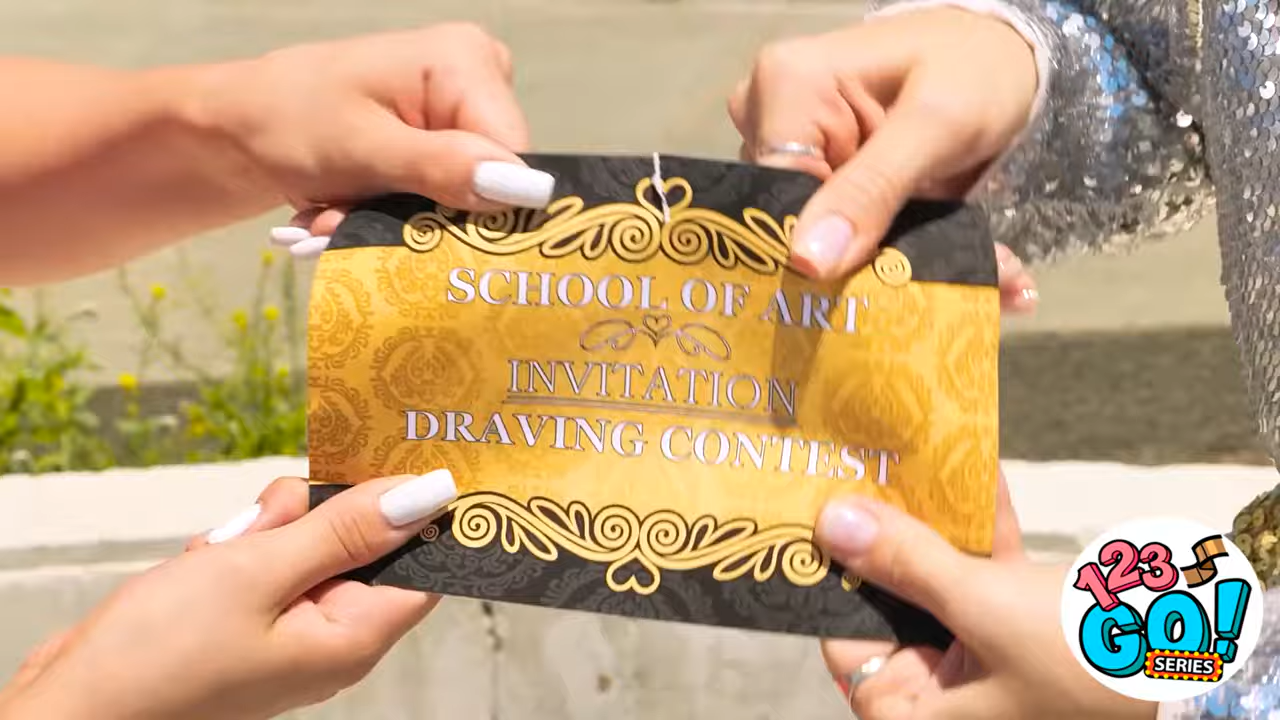 SCHOOL OF ART
INVITATION
DRAVING CONTEST
123
GO!
SERIES